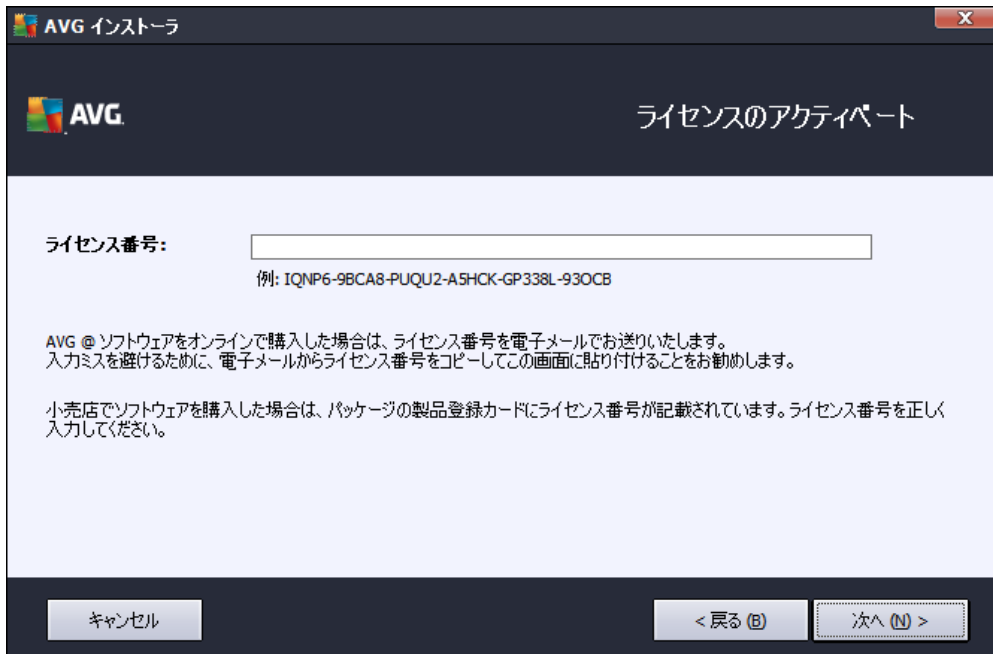 AVG インストーラ
AVG.
ライセンスのアクティベート
ライセンス番号:
例: IQNP6-9BCA8-PUQU2-A5HCK-GP338L-93OCB
AVG @ ソフトウェアをオンラインで購入した場合は、ライセンス番号を電子メールでお送りいたします。
入力ミスを避けるために、電子メールからライセンス番号をコピーしてこの画面に貼り付けることをお勧めします。
小売店でソフトウェアを購入した場合は、パッケージの製品登録カードにライセンス番号が記載されています。ライセンス番号を正しく
入力してください。
キャンセル
< 戻る (B)
次へ (N) >